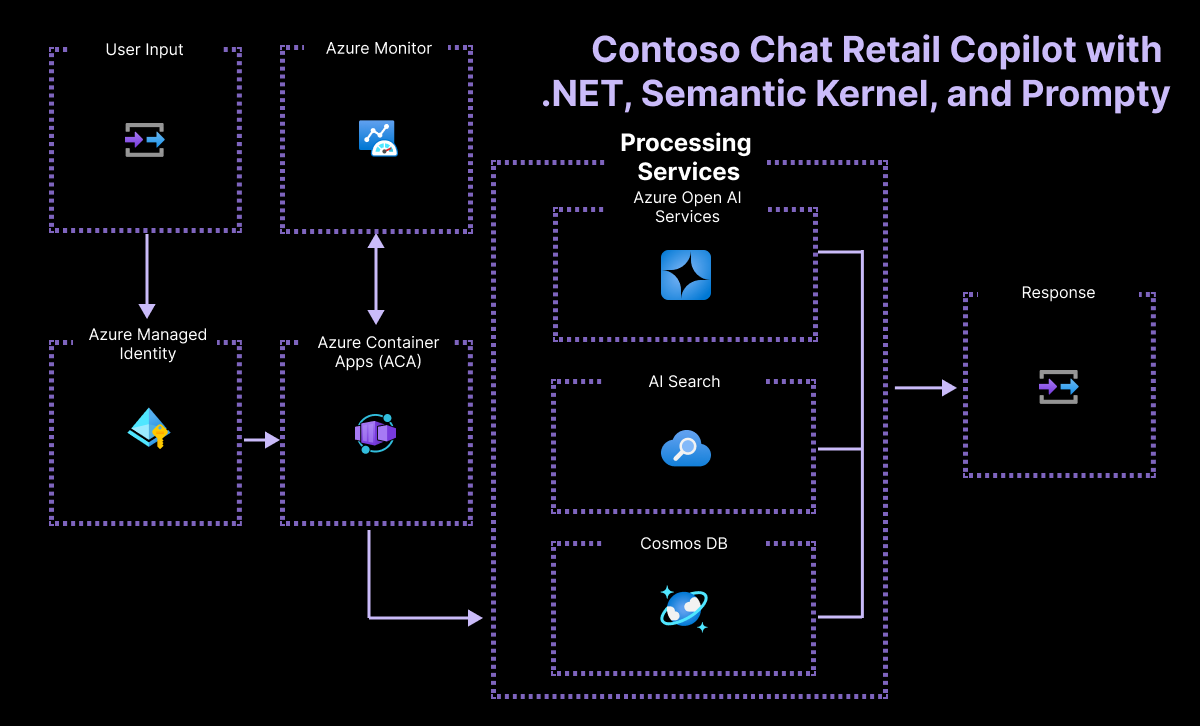 Contoso Chat Retail Copilot with
.NET, Semantic Kernel, and Prompty
User Input
Azure Monitor
Azure Managed
Identity
Azure Container
Apps (ACA)
Processing
Services
Azure Open AI
Services
AI Search
Cosmos DB
Response